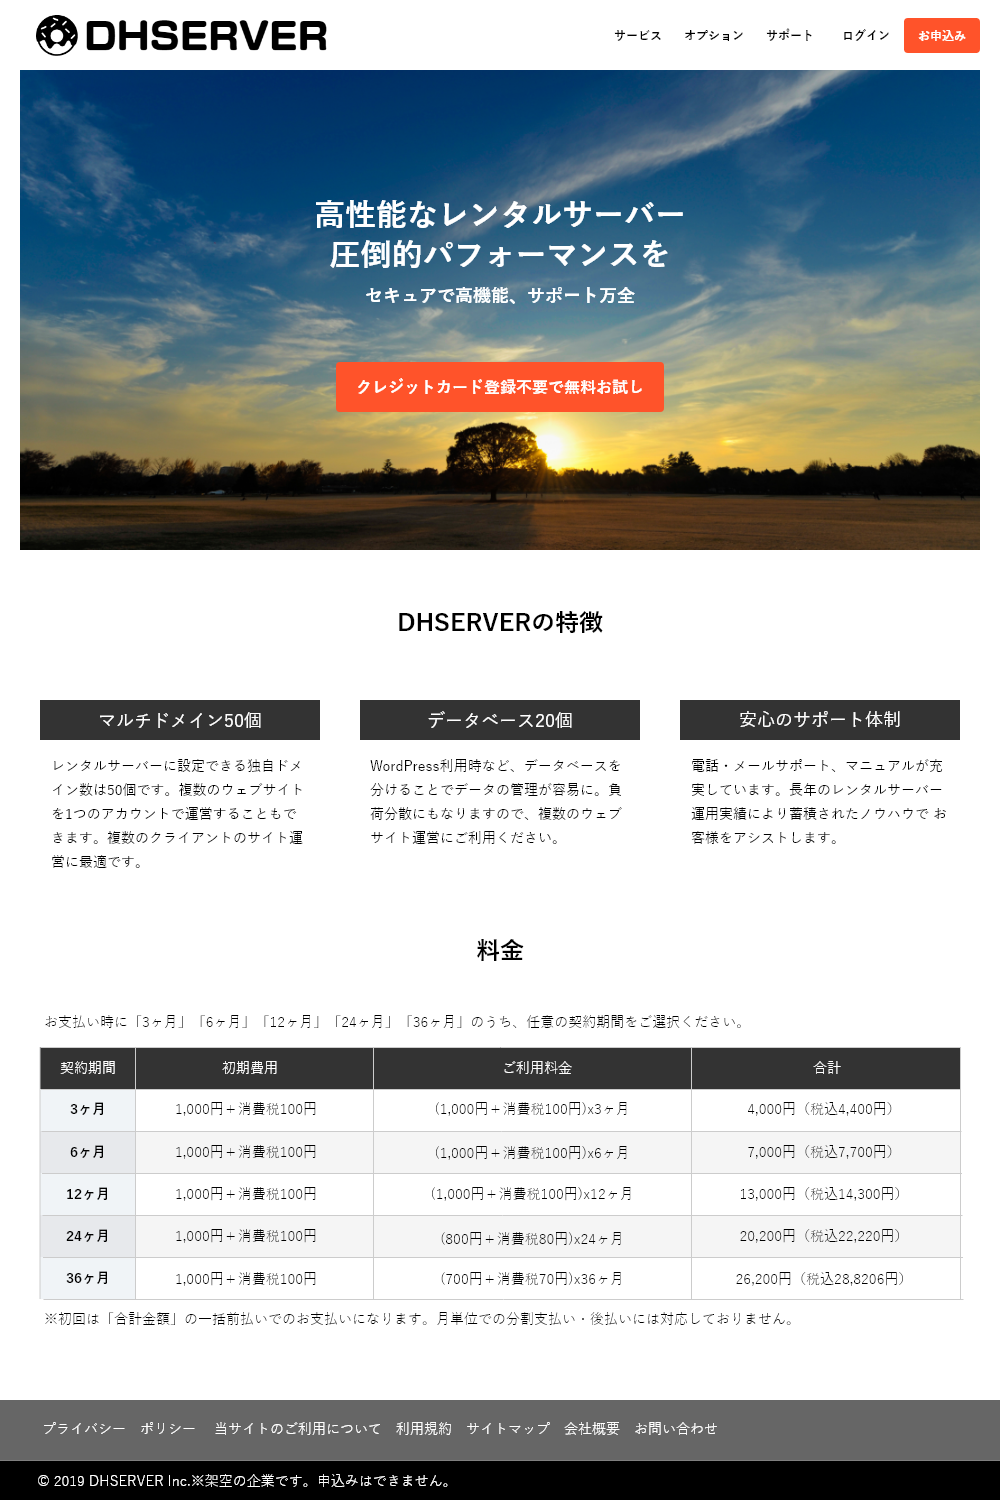 DHSERVER
サービス オプション サポート ログイン お申込み
高性能なレンタルサーバー
圧倒的パフォーマンスを
セキュアで高機能、サポート万全
クレジットカード登録不要で無料お試し
DHSERVERの特徴
マルチドメイン50個
レンタルサーバーに設定できる独自ドメ
イン数は50個です。複数のウェブサイト
を1つのアカウントで運営することもで
きます。複数のクライアントのサイト運
営に最適です。
データベース20個
WordPress利用時など、データベースを
分けることでデータの管理が容易に。負
荷分散にもなりますので、複数のウェブ
サイト運営にご利用ください。
安心のサポート体制
電話・メールサポート、マニュアルが充
実しています。長年のレンタルサーバー
運用実績により蓄積されたノウハウで お
客様をアシストします。
料金
お支払い時に「3ヶ月」「6ヶ月」「12ヶ月」「24ヶ月」「36ヶ月」のうち、任意の契約期間をご選択ください。
契約期間 初期費用 ご利用料金 合計
3ヶ月 1,000円＋消費税100円 (1,000円＋消費税100円)x3ヶ月 4,000円（税込4,400円）
6ヶ月 1,000円＋消費税100円 (1,000円＋消費税100円)x6ヶ月 7,000円（税込7,700円）
12ヶ月 1,000円＋消費税100円 (1,000円＋消費税100円)x12ヶ月 13,000円（税込14,300円）
24ヶ月 1,000円＋消費税100円 (800円＋消費税80円)x24ヶ月 20,200円（税込22,220円）
36ヶ月 1,000円＋消費税100円 (700円＋消費税70円)x36ヶ月 26,200円（税込28,8206円）
※初回は「合計金額」の一括前払いでのお支払いになります。月単位での分割支払い・後払いには対応しておりません。
プライバシー ポリシー 当サイトのご利用について 利用規約 サイトマップ 会社概要 お問い合わせ
© 2019 DHSERVER Inc.※架空の企業です。申込みはできません。